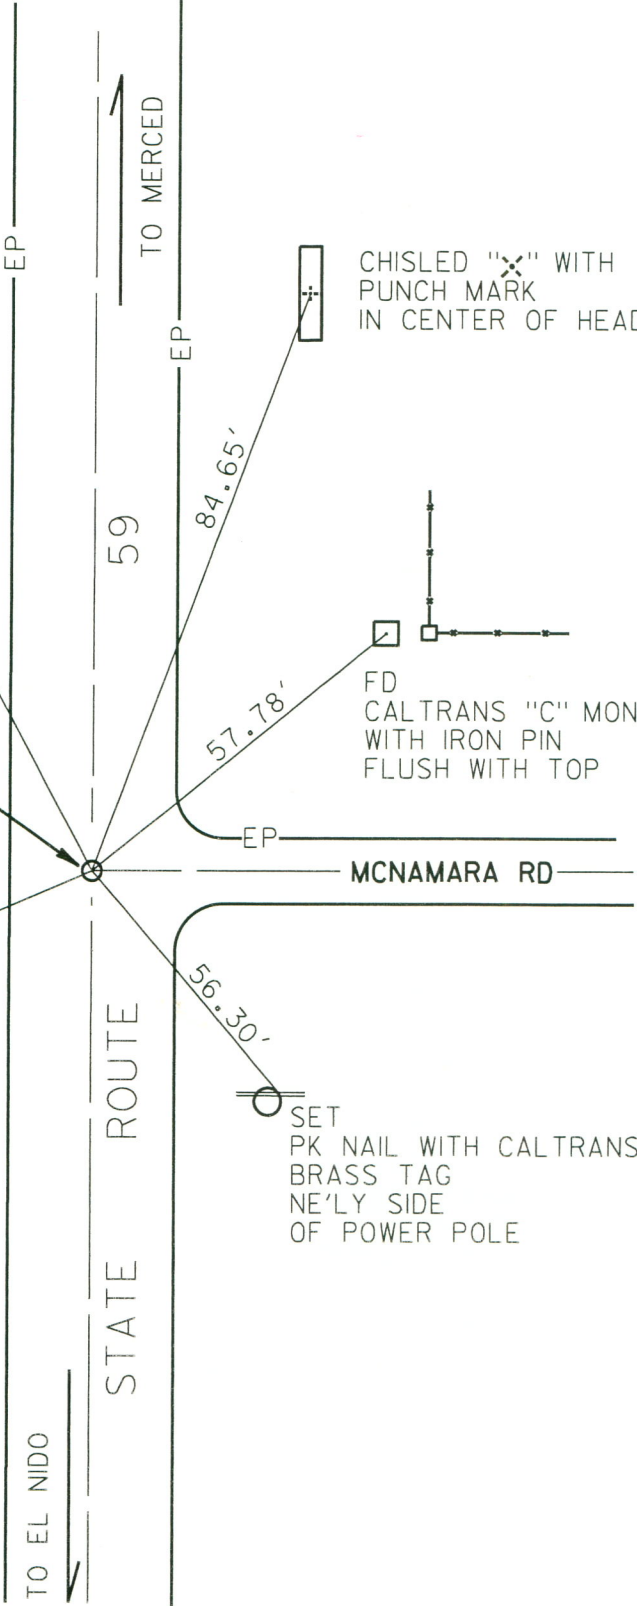 TO MERCED
EP
CHISLED "X" WITH
PUNCH MARK
IN CENTER OF HEAD
EP
84.65'
59
57.78'
FD
CALTRANS "C" MON
WITH IRON PIN
FLUSH WITH TOP
EP
MCNAMARA RD
56.30'
STATE ROUTE
SET
PK NAIL WITH CALTRANS
BRASS TAG
NE'LY SIDE
OF POWER POLE
TO EL NIDO